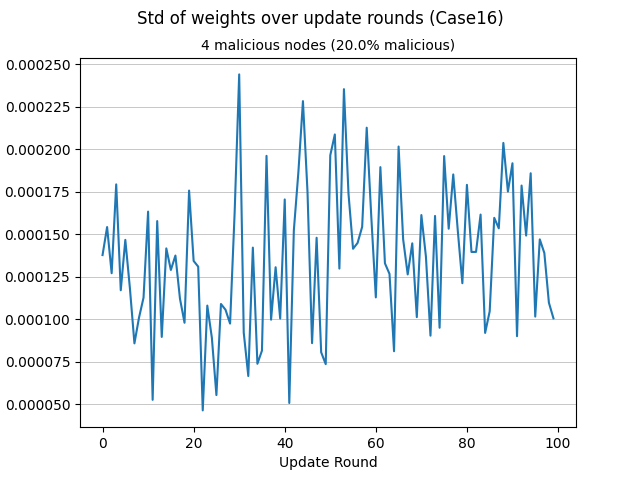 Std of weights over update rounds (Case16)
4 malicious nodes (20.0% malicious)
0.000250
0.000225
0.000200
0.000175
0.000150
0.000125
0.000100
0.000075
0.000050
0 20 40 60 80 100
Update Round